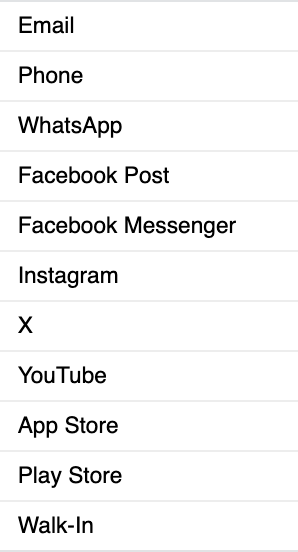 Email
Phone
WhatsApp
Facebook Post
Facebook Messenger
Instagram
X
YouTube
App Store
Play Store
Walk-In